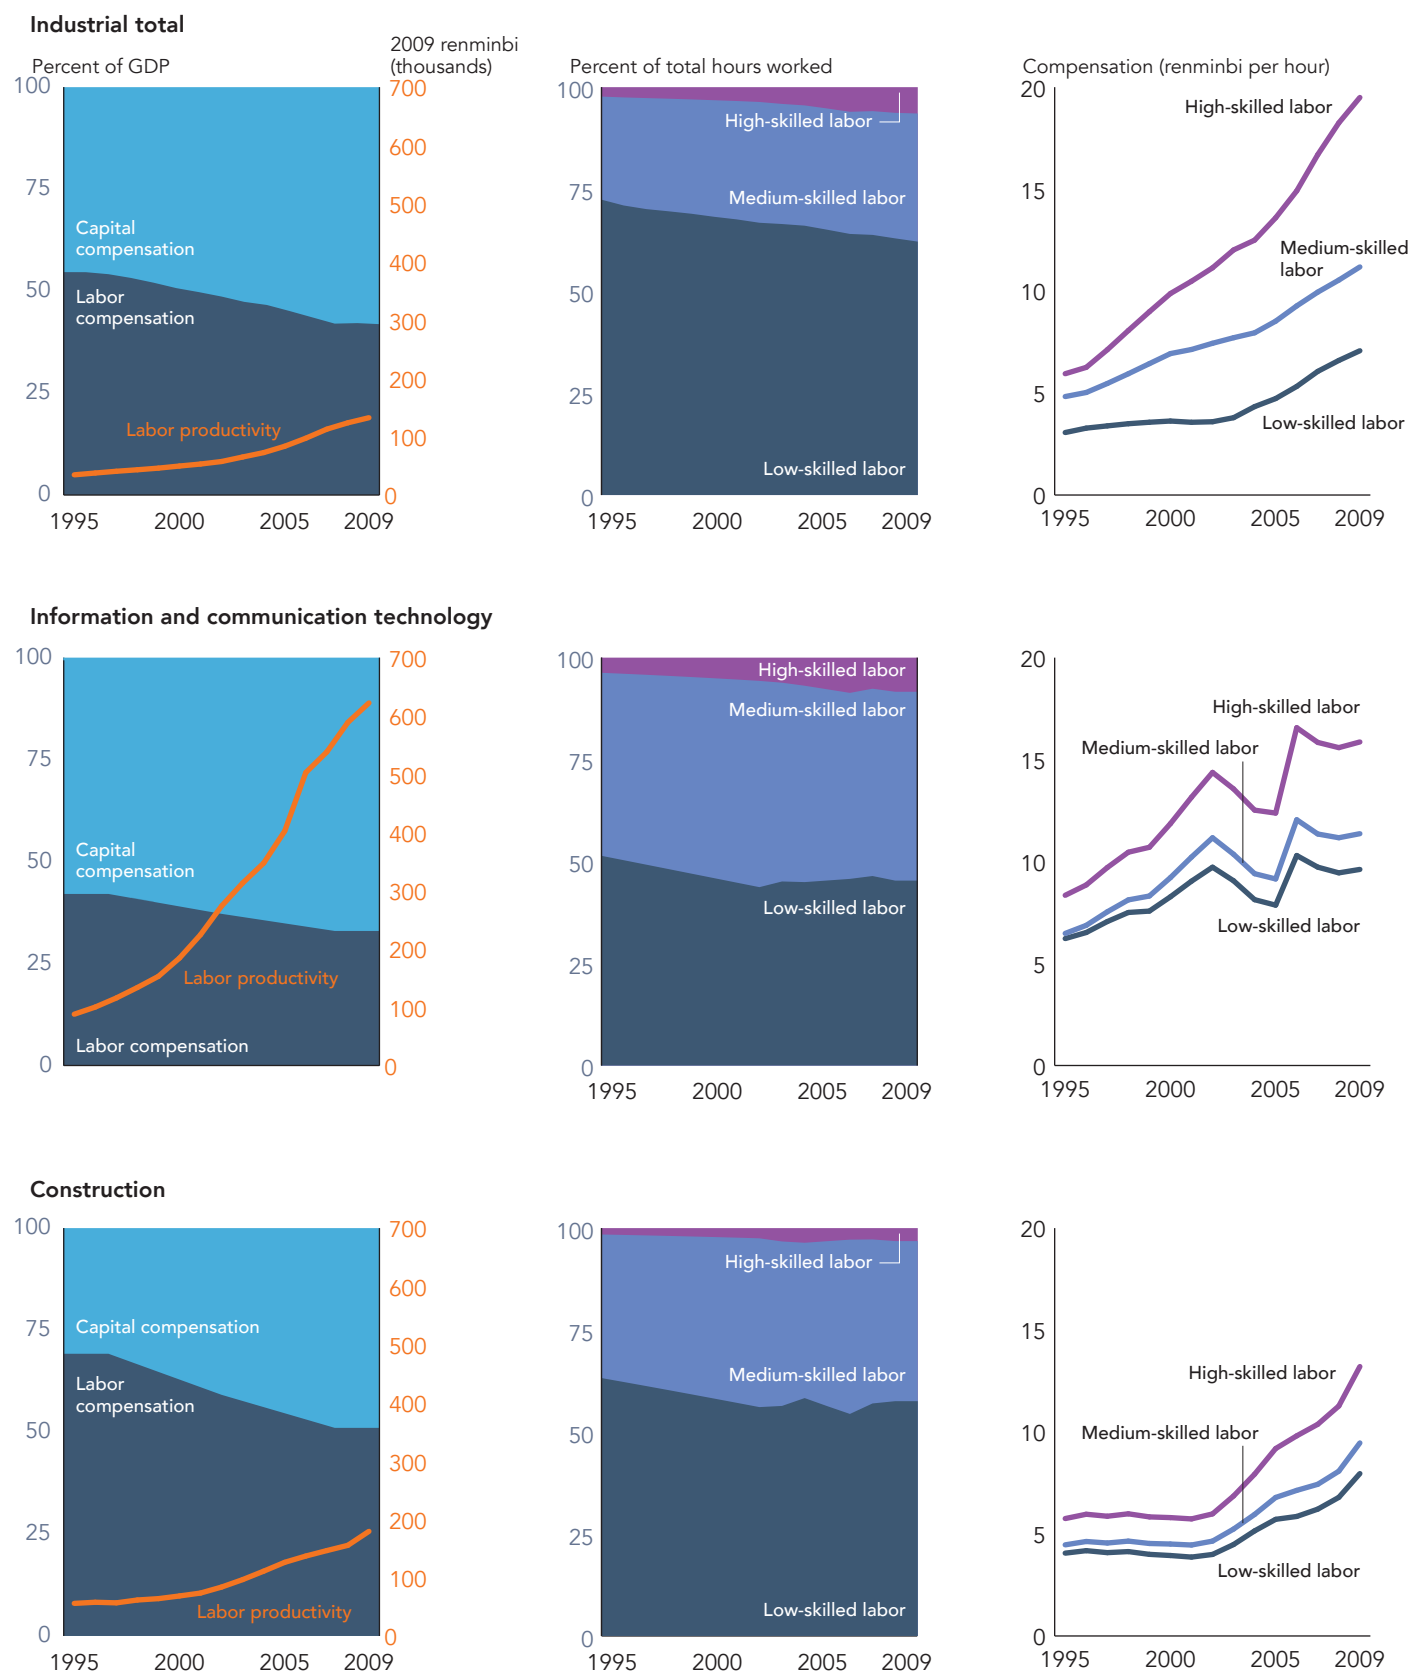 Industrial total
Percent of GDP
2009 renminbi
(thousands)
100
75
50
25
0
700
600
500
400
300
200
100
0
Capital
compensation
Labor
compensation
Labor productivity
1995 2000 2005 2009
Percent of total hours worked
100
75
50
25
0
High-skilled labor
Medium-skilled labor
Low-skilled labor
1995 2000 2005 2009
Compensation (renminbi per hour)
20
15
10
5
0
High-skilled labor
Medium-skilled
labor
Low-skilled labor
1995 2000 2005 2009
Information and communication technology
100
75
50
25
0
700
600
500
400
300
200
100
0
Capital
compensation
Labor productivity
Labor compensation
100
75
50
25
0
High-skilled labor
Medium-skilled labor
Low-skilled labor
1995 2000 2005 2009
20
15
10
5
0
High-skilled labor
Medium-skilled labor
Low-skilled labor
1995 2000 2005 2009
Construction
100
75
50
25
0
700
600
500
400
300
200
100
0
Capital compensation
Labor
compensation
Labor productivity
1995 2000 2005 2009
100
75
50
25
0
High-skilled labor
Medium-skilled labor
Low-skilled labor
1995 2000 2005 2009
20
15
10
5
0
High-skilled labor
Medium-skilled labor
Low-skilled labor
1995 2000 2005 2009